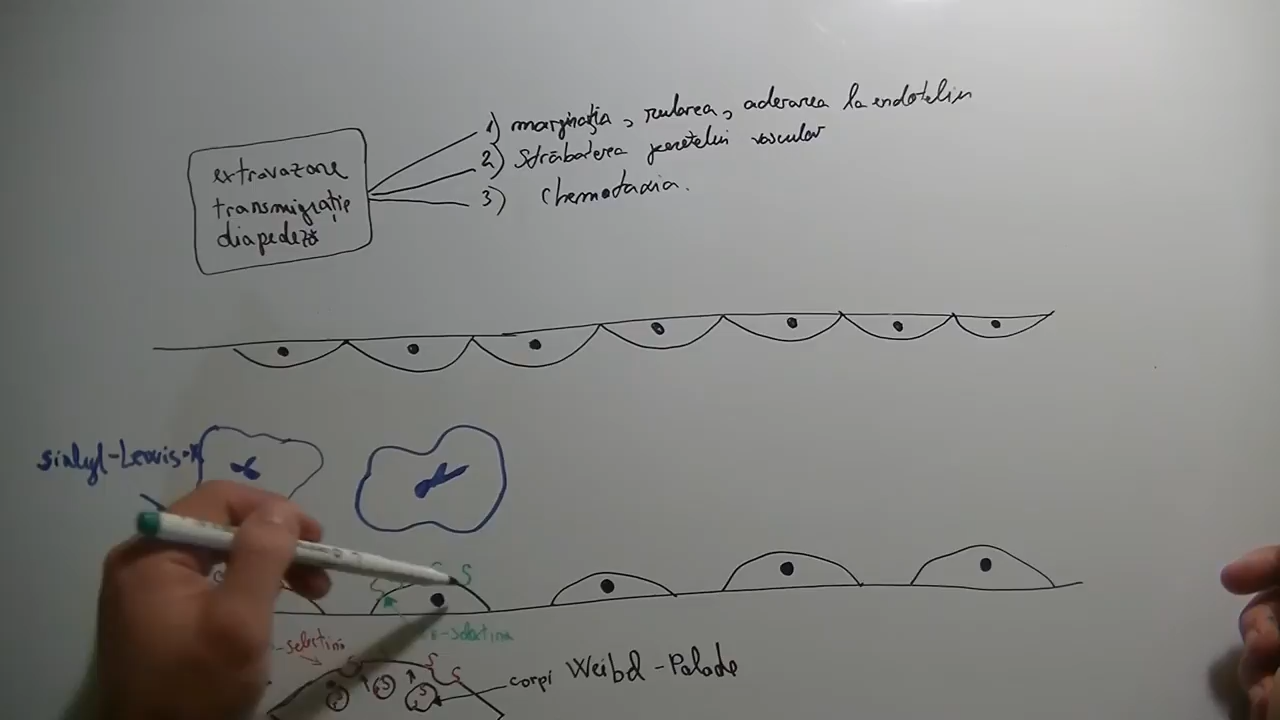 1) marginația, rularea, aderarea la endoteliu
2) străbaterea peretelui vascular
3) Chemotaxia.
extravazare
transmigrație
diapedeză
sialyl-Lewis-X
S S
E-selectina
P-selectină
S S S
S S
corpi Weibel-Palade